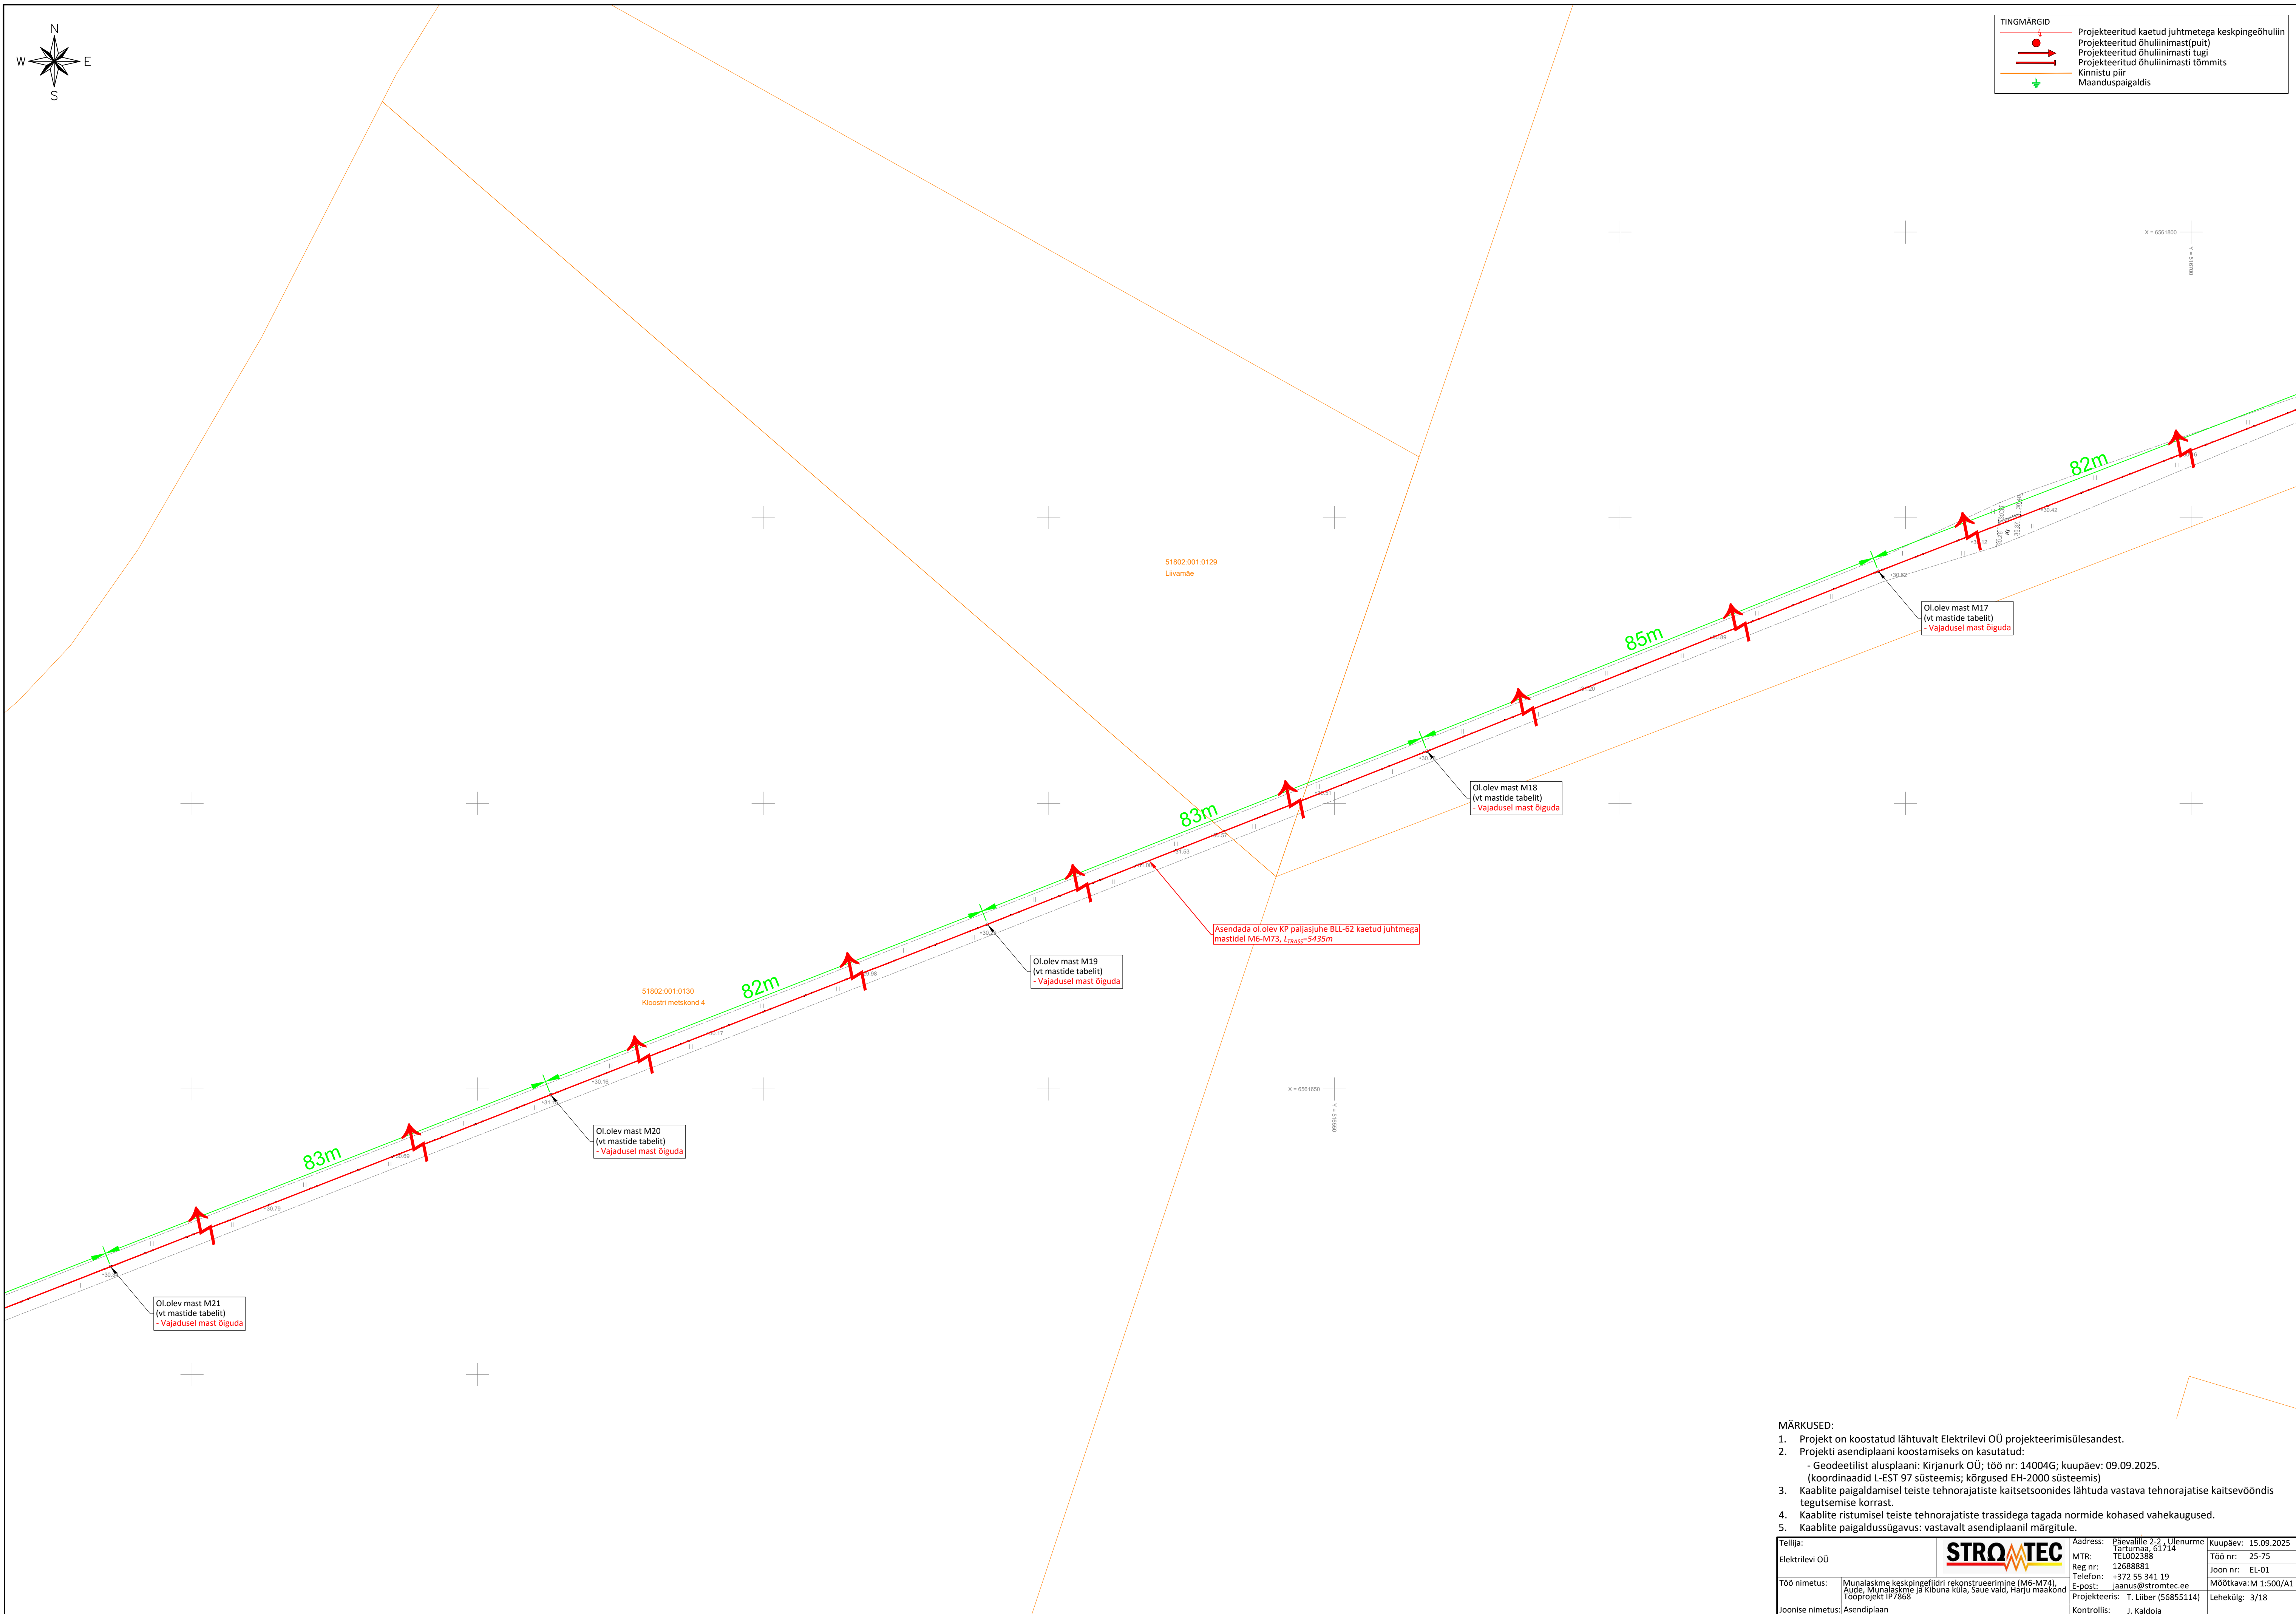 N
W E
S
TINGMÄRGID
Projekteeritud kaetud juhtmetega keskpingeõhuliin
Projekteeritud õhuliinimast(puit)
Projekteeritud õhuliinimasti tugi
Projekteeritud õhuliinimasti tõmmits
Kinnistu piir
Maanduspaigaldis
X = 6561800
Y = 516700
82m
30.42
30.62
Ol.olev mast M17
(vt mastide tabelit)
- Vajadusel mast õiguda
51802:001:0129
Liivamäe
85m
Ol.olev mast M18
(vt mastide tabelit)
- Vajadusel mast õiguda
83m
31.53
Asendada ol.olev KP paljasjuhe BLL-62 kaetud juhtmega
mastidel M6-M73, LTRASS=5435m
Ol.olev mast M19
(vt mastide tabelit)
- Vajadusel mast õiguda
82m
51802:001:0130
Kloostri metskond 4
30.16
X = 6561650
Y = 516550
Ol.olev mast M20
(vt mastide tabelit)
- Vajadusel mast õiguda
83m
30.79
Ol.olev mast M21
(vt mastide tabelit)
- Vajadusel mast õiguda
MÄRKUSED:
1. Projekt on koostatud lähtuvalt Elektrilevi OÜ projekteerimisülesandest.
2. Projekti asendiplaani koostamiseks on kasutatud:
- Geodeetilist alusplaani: Kirjanurk OÜ; töö nr: 14004G; kuupäev: 09.09.2025.
(koordinaadid L-EST 97 süsteemis; kõrgused EH-2000 süsteemis)
3. Kaablite paigaldamisel teiste tehnorajatiste kaitsetsoonides lähtuda vastava tehnorajatise kaitsevööndis
tegutsemise korrast.
4. Kaablite ristumisel teiste tehnorajatiste trassidega tagada normide kohased vahekaugused.
5. Kaablite paigaldussügavus: vastavalt asendiplaanil märgitule.
Tellija:
Elektrilevi OÜ
STROMTEC
Aadress: Päevalille 2-2 , Ülenurme
Tartumaa, 61714
MTR: TEL002388
Reg nr: 12688881
Telefon: +372 55 341 19
E-post: jaanus@stromtec.ee
Kuupäev: 15.09.2025
Töö nr: 25-75
Joon nr: EL-01
Mõõtkava: M 1:500/A1
Töö nimetus: Munalaskme keskpingefiidri rekonstrueerimine (M6-M74),
Aude, Munalaskme ja Kibuna küla, Saue vald, Harju maakond
Tööprojekt IP7868
Projekteeris: T. Liiber (56855114)
Lehekülg: 3/18
Joonise nimetus: Asendiplaan
Kontrollis: J. Kaldoja